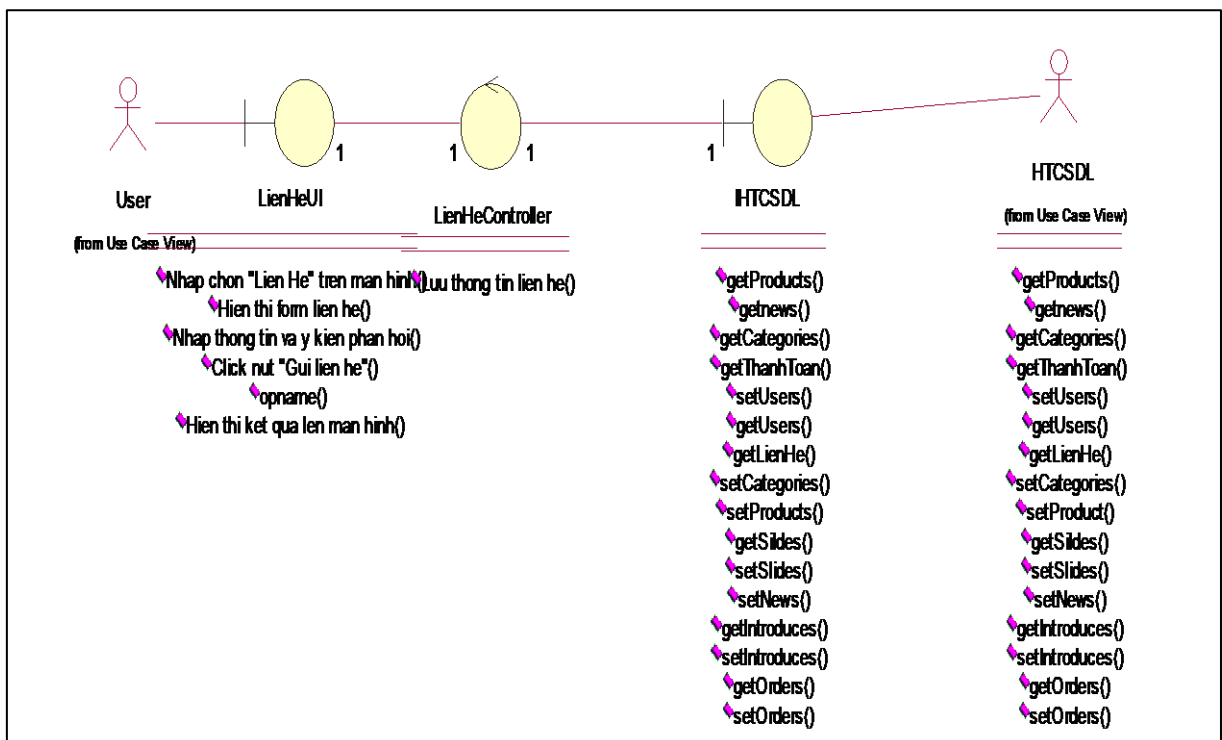 1
1
1
1
User
(from Use Case View)
LienHeUI
Nhap chon "Lien He" tren man hinh()
Hien thi form lien he()
Nhap thong tin va y kien phan hoi()
Click nut "Gui lien he"()
opname()
Hien thi ket qua len man hinh()
LienHeController
Luu thong tin lien he()
IHTCSDL
getProducts()
getnews()
getCategories()
getThanhToan()
setUsers()
getUsers()
getLienHe()
setCategories()
setProducts()
getSildes()
setSlides()
setNews()
getIntroduces()
setIntroduces()
getOrders()
setOrders()
HTCSDL
(from Use Case View)
getProducts()
getnews()
getCategories()
getThanhToan()
setUsers()
getUsers()
getLienHe()
setCategories()
setProduct()
getSildes()
setSlides()
setNews()
getIntroduces()
setIntroduces()
getOrders()
setOrders()